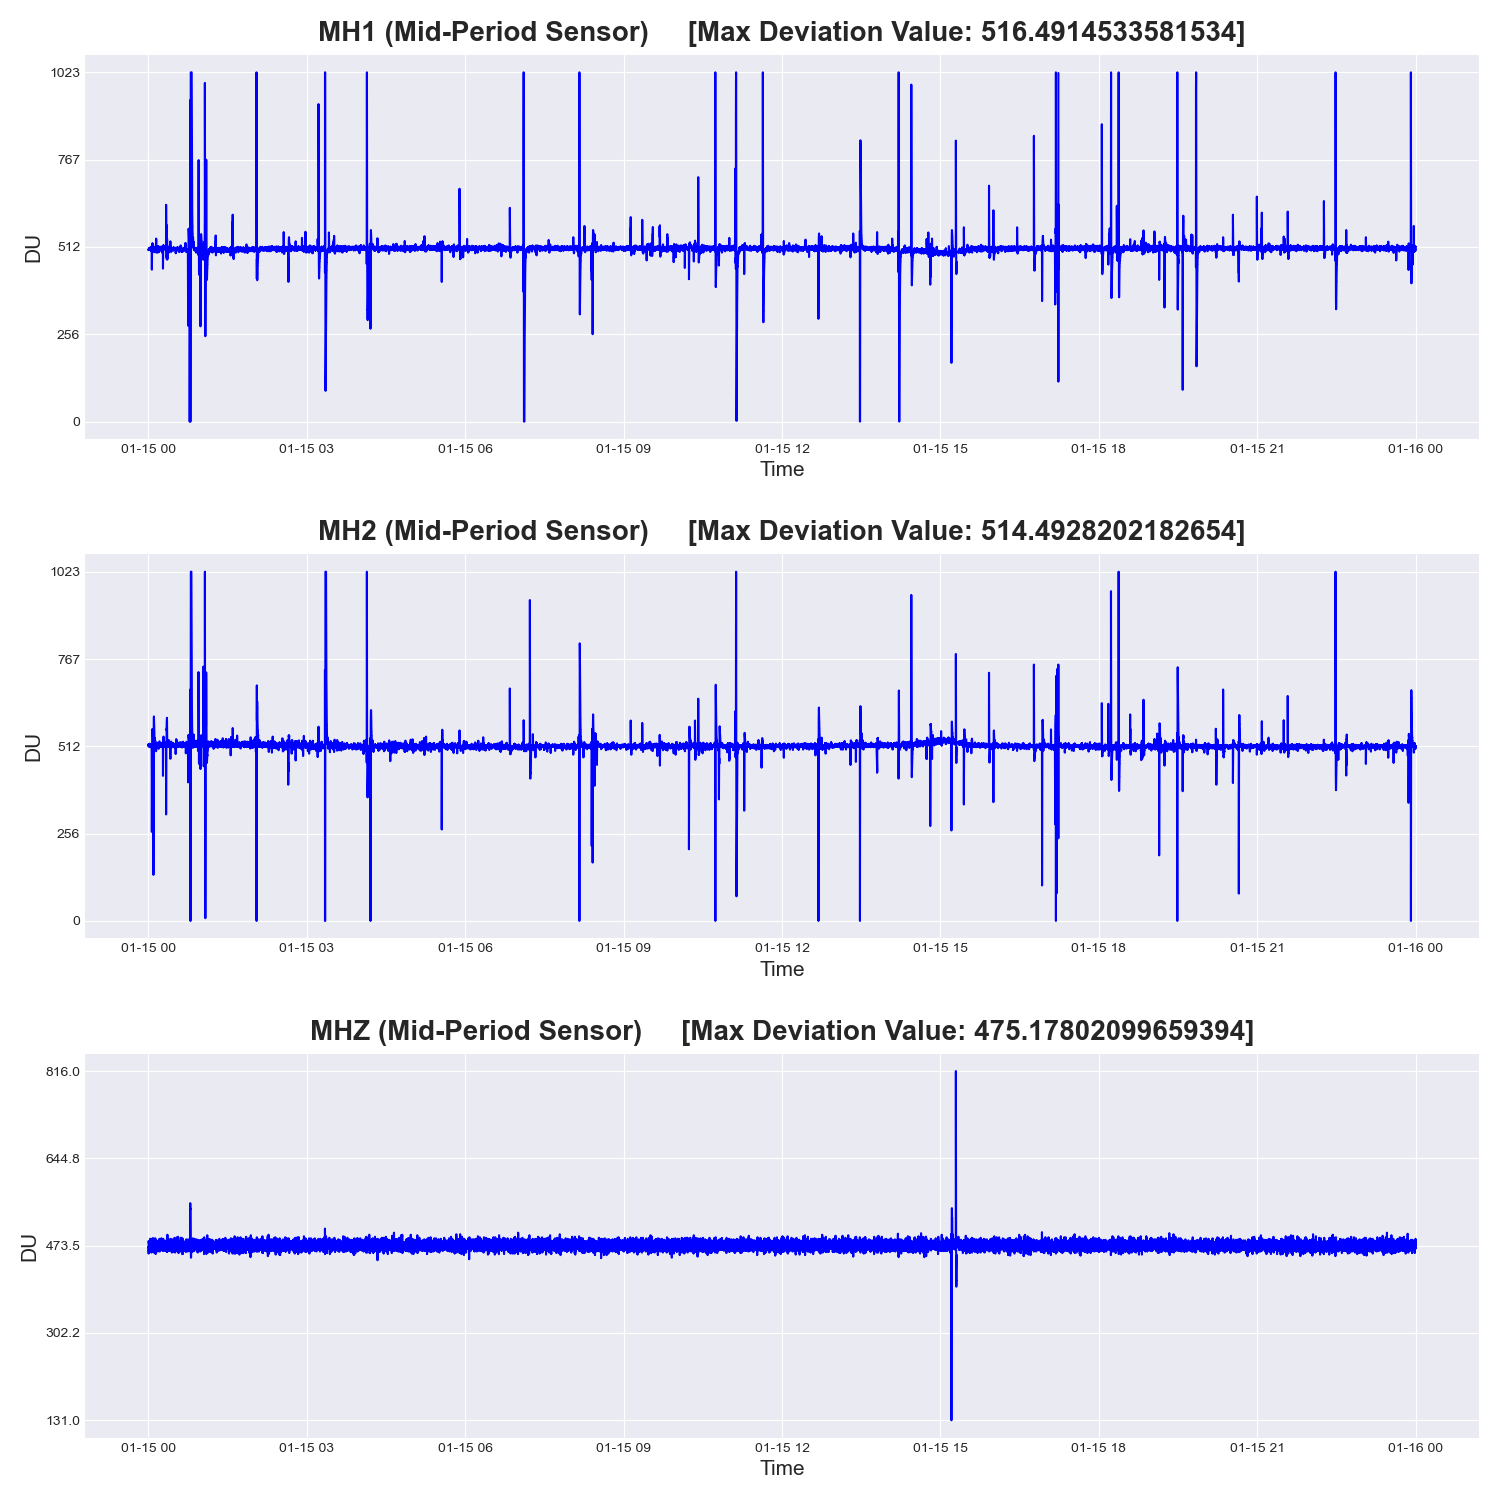 MH1 (Mid-Period Sensor) [Max Deviation Value: 516.4914533581534]
1023
767
512
256
0
DU
01-15 00 01-15 03 01-15 06 01-15 09 01-15 12 01-15 15 01-15 18 01-15 21 01-16 00
Time
MH2 (Mid-Period Sensor) [Max Deviation Value: 514.4928202182654]
1023
767
512
256
0
DU
01-15 00 01-15 03 01-15 06 01-15 09 01-15 12 01-15 15 01-15 18 01-15 21 01-16 00
Time
MHZ (Mid-Period Sensor) [Max Deviation Value: 475.17802099659394]
816.0
644.8
473.5
302.2
131.0
DU
01-15 00 01-15 03 01-15 06 01-15 09 01-15 12 01-15 15 01-15 18 01-15 21 01-16 00
Time